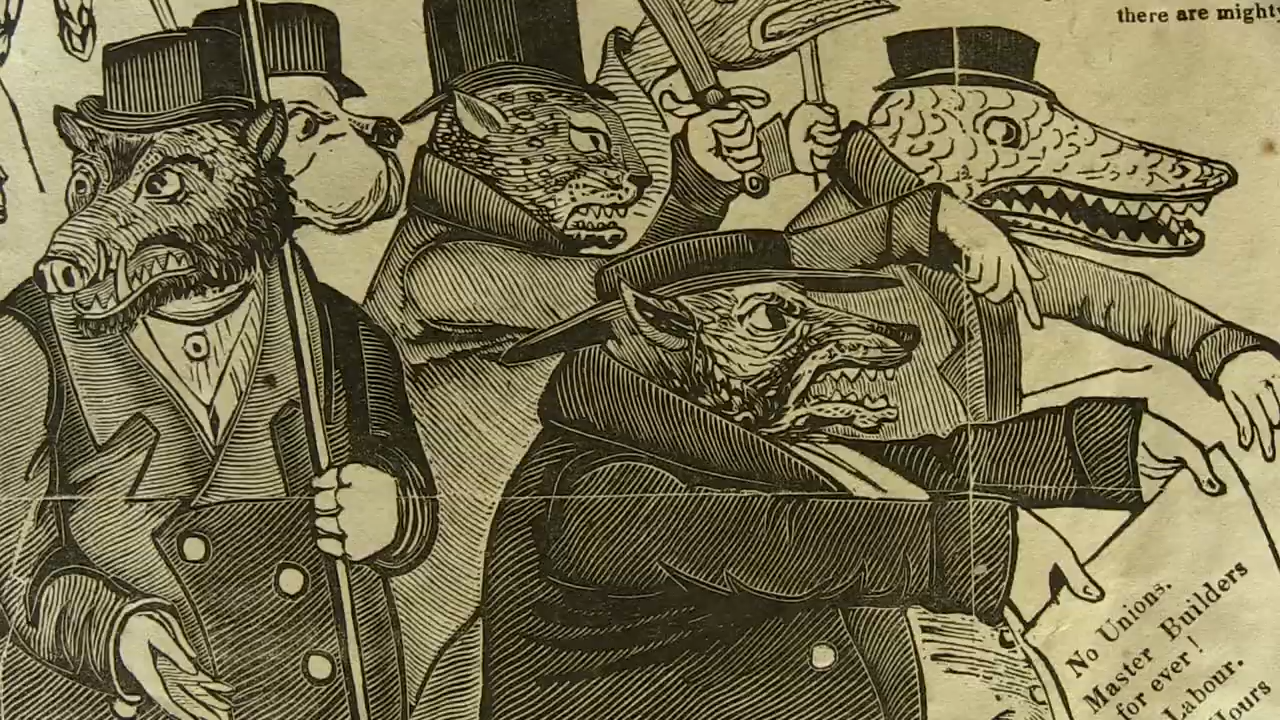 there are mighty
No Unions.
Master Builders
for ever !
Labour.
Hours